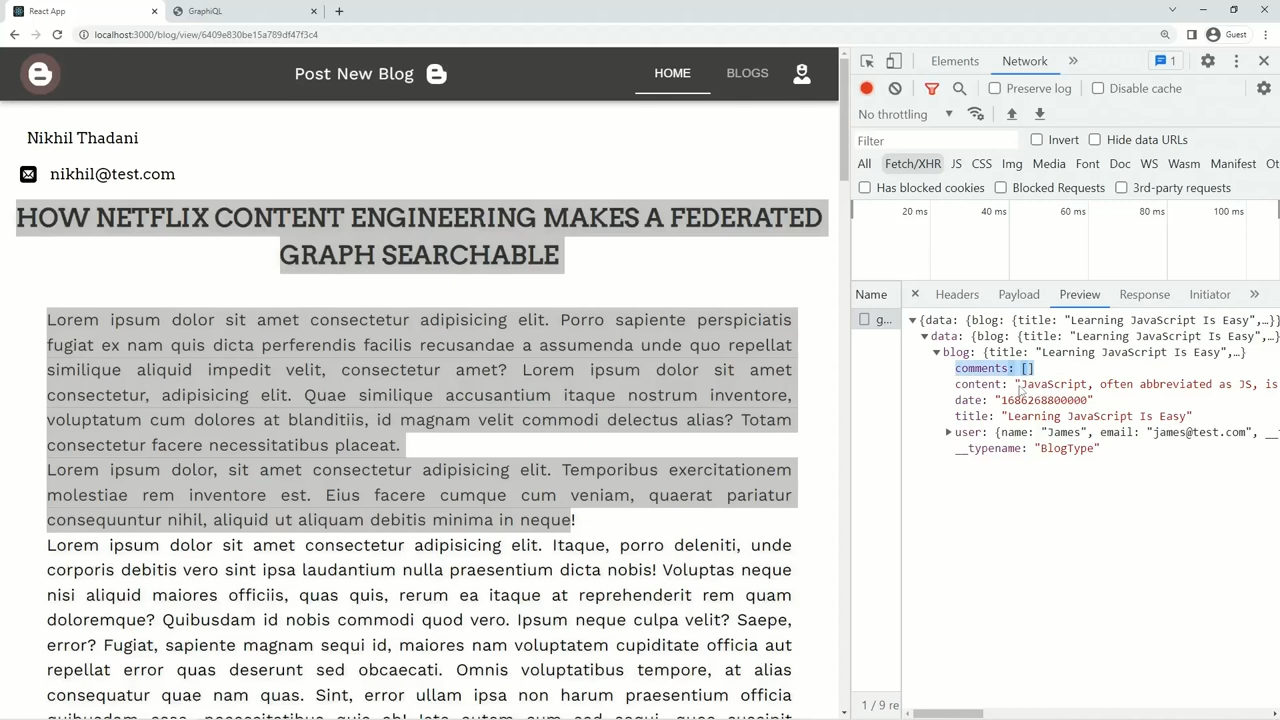 React App
GraphiQL
localhost:3000/blog/view/6409e830be15a789df47f3c4
Guest
Post New Blog
HOME
BLOGS
Nikhil Thadani
nikhil@test.com
HOW NETFLIX CONTENT ENGINEERING MAKES A FEDERATED
GRAPH SEARCHABLE
Lorem ipsum dolor sit amet consectetur adipisicing elit. Porro sapiente perspiciatis
fugiat ex nam quis dicta perferendis facilis recusandae a assumenda unde quo repellat
similique aliquid impedit velit, consectetur amet? Lorem ipsum dolor sit amet
consectetur, adipisicing elit. Quae similique accusantium itaque nostrum inventore,
voluptatum cum dolores at blanditiis, id magnam velit commodi delectus alias? Totam
consectetur facere necessitatibus placeat.
Lorem ipsum dolor, sit amet consectetur adipisicing elit. Temporibus exercitationem
molestiae rem inventore est. Eius facere cumque cum veniam, quaerat pariatur
consequuntur nihil, aliquid ut aliquam debitis minima in neque!
Lorem ipsum dolor sit amet consectetur adipisicing elit. Itaque, porro deleniti, unde
corporis debitis vero sint ipsa laudantium nulla praesentium dicta nobis! Voluptas neque
nisi aliquid maiores officiis, quas quis, rerum ea itaque at reprehenderit rem quam
doloremque? Quibusdam id nobis commodi quod vero. Ipsum neque culpa velit? Saepe,
error? Fugiat, sapiente magnam sequi id, maiores nam voluptatem cupiditate officia aut
repellat error quas deserunt sed obcaecati. Omnis voluptatibus tempore, at alias
consectetur quae nam quas. Sint, error ullam ipsa non harum praesentium officia
Elements
Network
1
Preserve log
Disable cache
No throttling
Filter
Invert
Hide data URLs
All Fetch/XHR JS CSS Img Media Font Doc WS Wasm Manifest Ot
Has blocked cookies
Blocked Requests
3rd-party requests
20 ms 40 ms 60 ms 80 ms 100 ms
Name
Headers
Payload
Preview
Response
Initiator
g...
{data: {blog: {title: "Learning JavaScript Is Easy",…}}
data: {blog: {title: "Learning JavaScript Is Easy",…}
blog: {title: "Learning JavaScript Is Easy",…}
comments: []
content: "JavaScript, often abbreviated as JS, is
date: "1686268800000"
title: "Learning JavaScript Is Easy"
user: {name: "James", email: "james@test.com", __t
__typename: "BlogType"
1 / 9 re